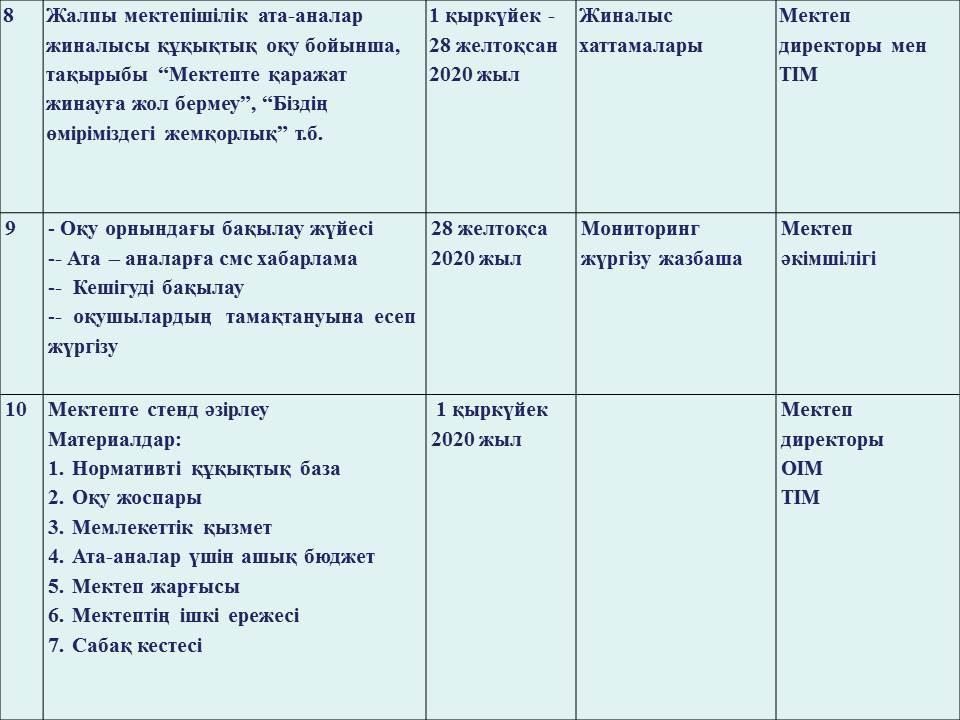 8
Жалпы мектепішілік ата-аналар
жиналысы құқықтық оқу бойынша,
тақырыбы “Мектепте қаражат
жинауға жол бермеу”, “Біздің
өміріміздегі жемқорлық” т.б.
1 қыркүйек -
28 желтоқсан
2020 жыл
Жиналыс
хаттамалары
Мектеп
директоры мен
ТІМ
9
- Оқу орнындағы бақылау жүйесі
-- Ата – аналарға смс хабарлама
-- Кешігуді бақылау
-- оқушылардың тамақтануына есеп
жүргізу
28 желтоқса
2020 жыл
Мониторинг
жүргізу жазбаша
Мектеп
әкімшілігі
10
Мектепте стенд әзірлеу
Материалдар:
1. Нормативті құқықтық база
2. Оқу жоспары
3. Мемлекеттік қызмет
4. Ата-аналар үшін ашық бюджет
5. Мектеп жарғысы
6. Мектептің ішкі ережесі
7. Сабақ кестесі
1 қыркүйек
2020 жыл
Мектеп
директоры
ОІМ
ТІМ